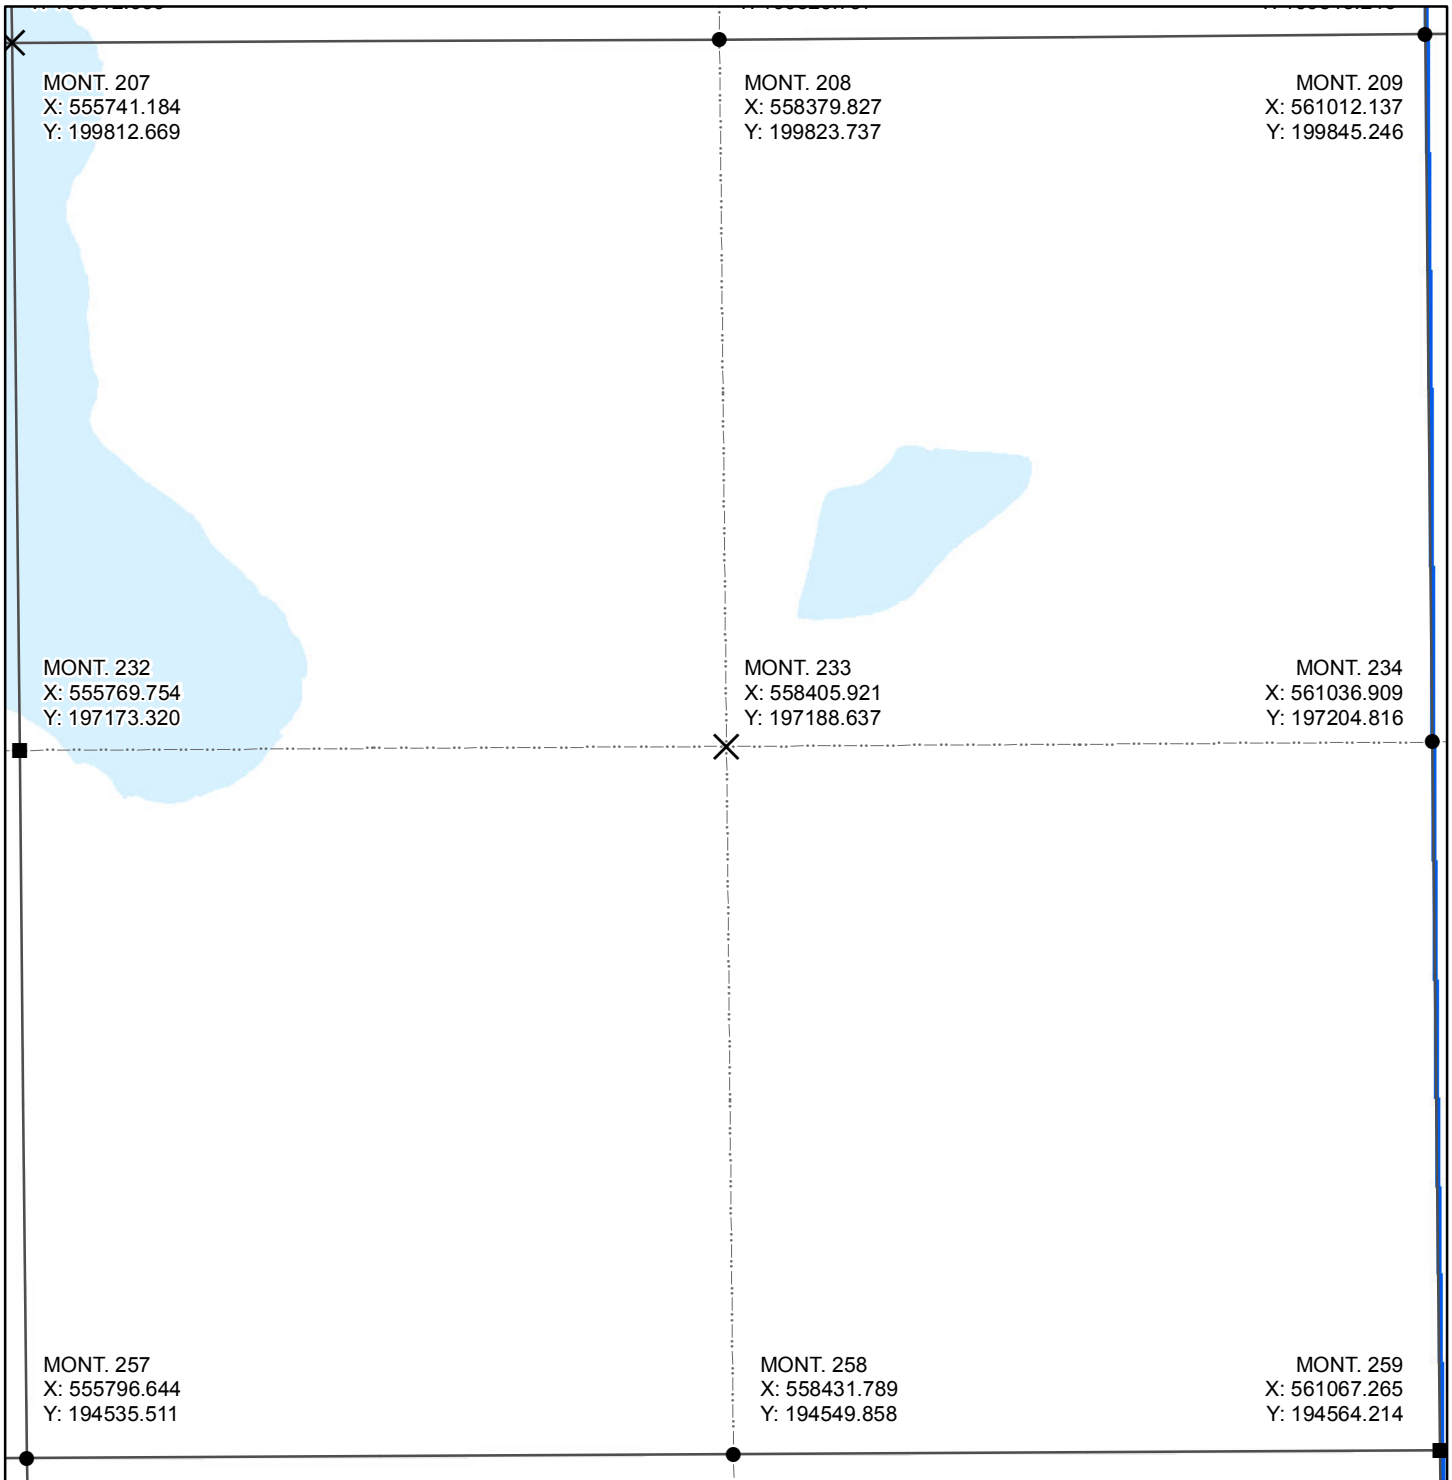 MONT. 207
X: 555741.184
Y: 199812.669
MONT. 208
X: 558379.827
Y: 199823.737
MONT. 209
X: 561012.137
Y: 199845.246
MONT. 232
X: 555769.754
Y: 197173.320
MONT. 233
X: 558405.921
Y: 197188.637
MONT. 234
X: 561036.909
Y: 197204.816
MONT. 257
X: 555796.644
Y: 194535.511
MONT. 258
X: 558431.789
Y: 194549.858
MONT. 259
X: 561067.265
Y: 194564.214